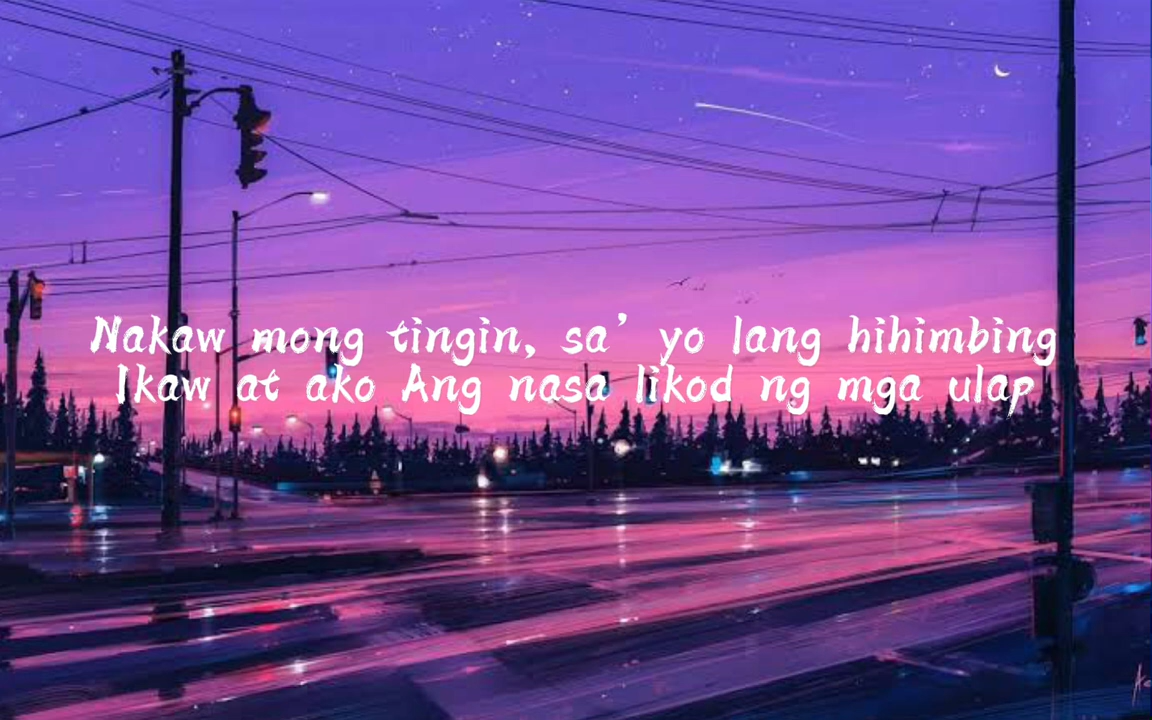 Nakaw mong tingin, sa’ yo lang hihimbing
Ikaw at ako Ang nasa likod ng mga ulap